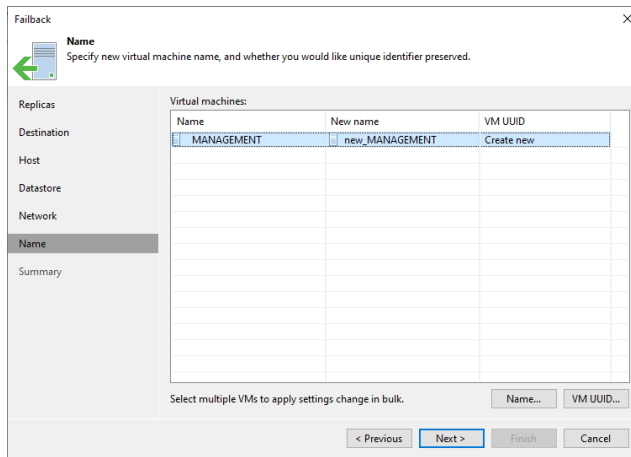 Failback
Name
Specify new virtual machine name, and whether you would like unique identifier preserved.
Replicas
Destination
Host
Datastore
Network
Name
Summary
Virtual machines:
Name New name VM UUID
MANAGEMENT new_MANAGEMENT Create new
Select multiple VMs to apply settings change in bulk. Name... VM UUID...
< Previous Next > Finish Cancel